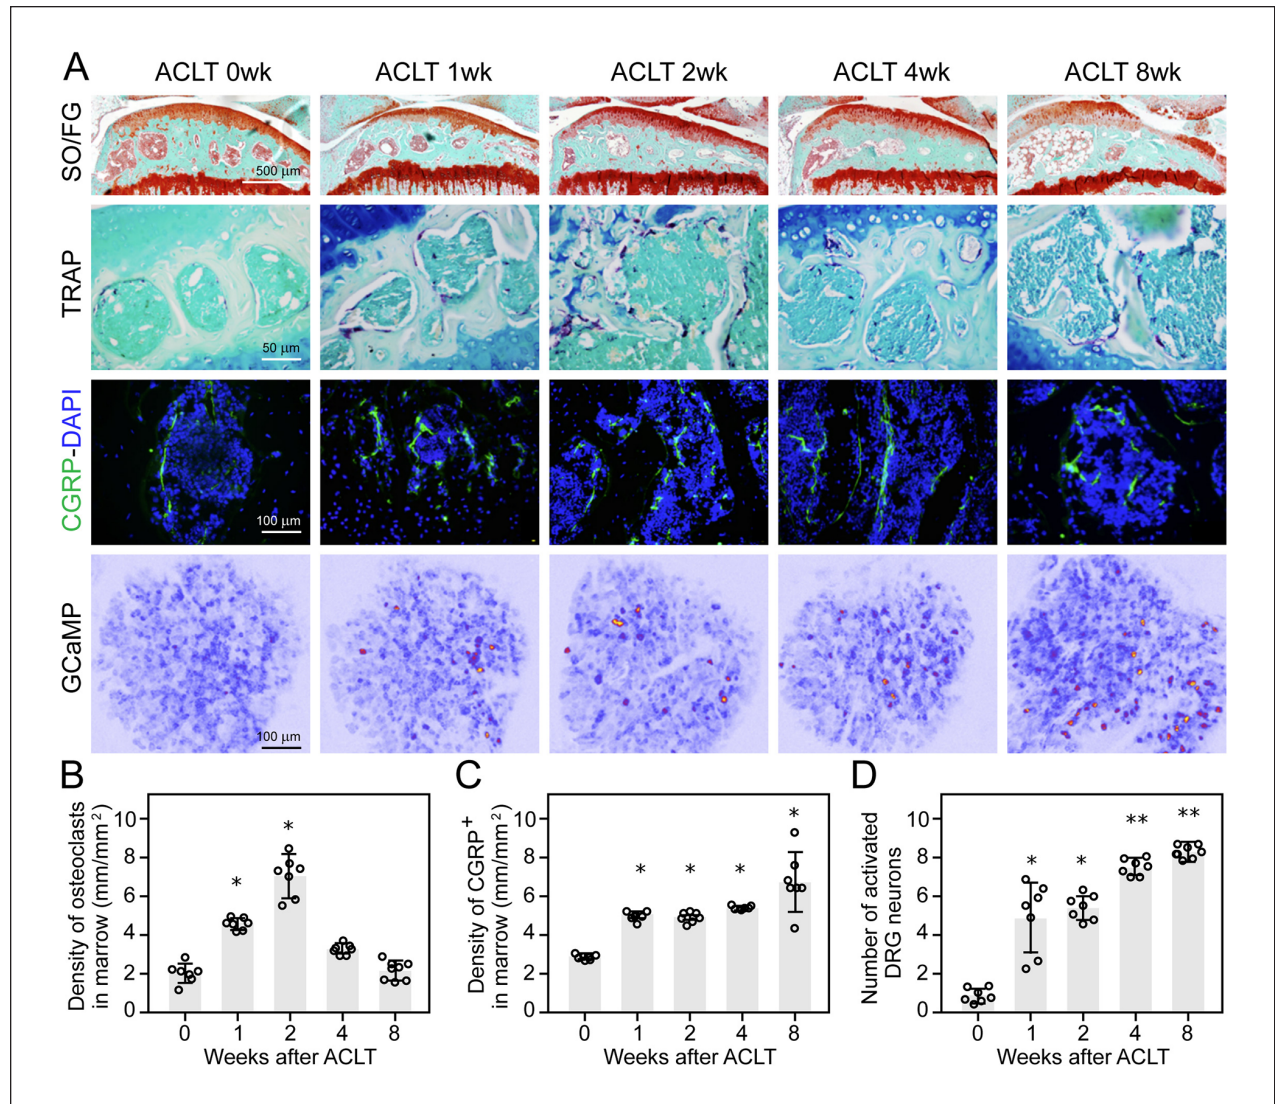 A
ACLT 0wk ACLT 1wk ACLT 2wk ACLT 4wk ACLT 8wk
SO/FG
500 μm
TRAP
50 μm
CGRP-DAPI
100 μm
GCaMP
100 μm
B
Density of osteoclasts
in marrow (mm/mm²)
10
8
6
4
2
0
* *
0 1 2 4 8
Weeks after ACLT
C
Density of CGRP⁺
in marrow (mm/mm²)
10
8
6
4
2
0
* * * *
0 1 2 4 8
Weeks after ACLT
D
Number of activated
DRG neurons
10
8
6
4
2
0
* * ** **
0 1 2 4 8
Weeks after ACLT